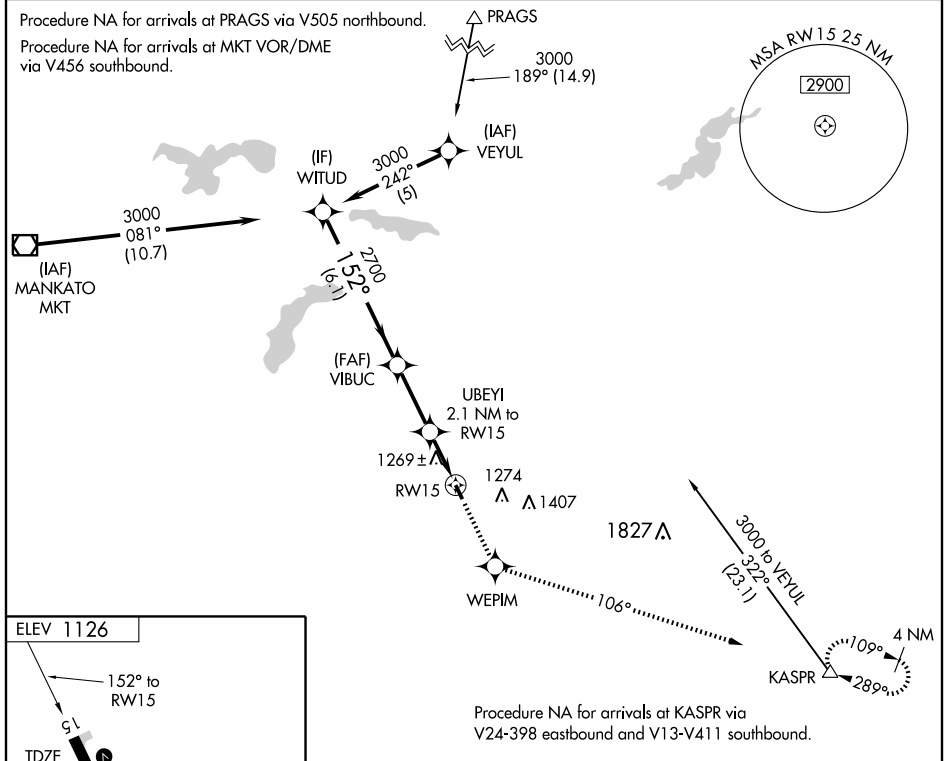 Procedure NA for arrivals at PRAGS via V505 northbound.
Procedure NA for arrivals at MKT VOR/DME
via V456 southbound.
PRAGS
3000
189° (14.9)
MSA RW15 25 NM
2900
(IAF)
VEYUL
3000
242°
(5)
(IF)
WITUD
3000
081°
(10.7)
(IAF)
MANKATO
MKT
2700
152°
(6.1)
(FAF)
VIBUC
UBEYI
2.1 NM to
RW15
1269±
RW15
1274
1407
1827
3000 to VEYUL
322°
(23.1)
WEPIM
106°
KASPR
109°
289°
4 NM
Procedure NA for arrivals at KASPR via
V24-398 eastbound and V13-V411 southbound.
ELEV 1126
152° to
RW15
15
TDZE